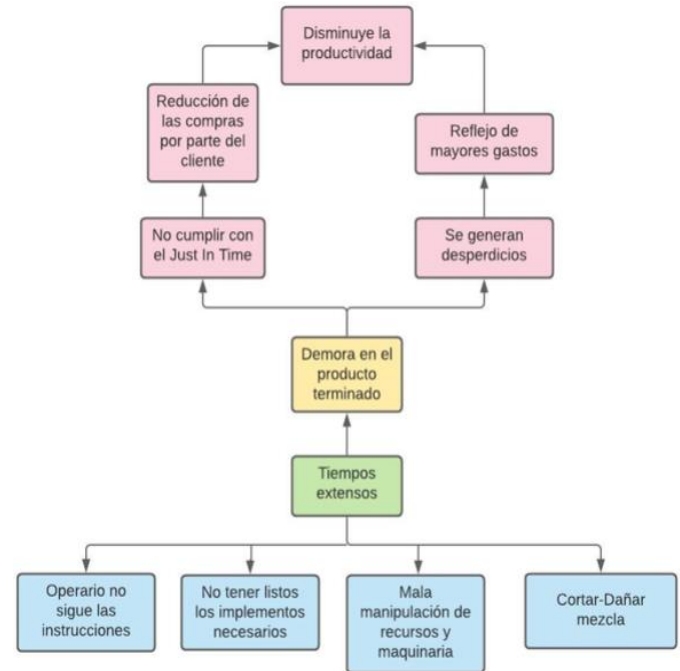 Disminuye la
productividad
Reducción de
las compras
por parte del
cliente
Reflejo de
mayores gastos
No cumplir con
el Just In Time
Se generan
desperdicios
Demora en el
producto
terminado
Tiempos
extensos
Operario no
sigue las
instrucciones
No tener listos
los implementos
necesarios
Mala
manipulación de
recursos y
maquinaria
Cortar-Dañar
mezcla